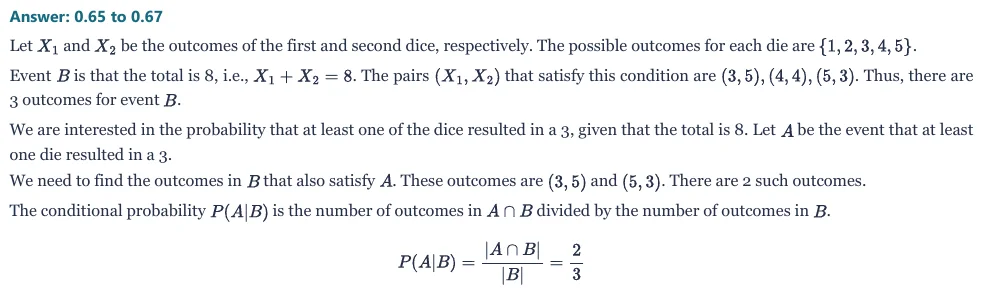 Answer: 0.65 to 0.67
Let X₁ and X₂ be the outcomes of the first and second dice, respectively. The possible outcomes for each die are {1, 2, 3, 4, 5}.
Event B is that the total is 8, i.e., X₁ + X₂ = 8. The pairs (X₁, X₂) that satisfy this condition are (3, 5), (4, 4), (5, 3). Thus, there are
3 outcomes for event B.
We are interested in the probability that at least one of the dice resulted in a 3, given that the total is 8. Let A be the event that at least
one die resulted in a 3.
We need to find the outcomes in B that also satisfy A. These outcomes are (3, 5) and (5, 3). There are 2 such outcomes.
The conditional probability P(A|B) is the number of outcomes in A ∩ B divided by the number of outcomes in B.
P(A|B) = |A ∩ B| / |B| = 2 / 3